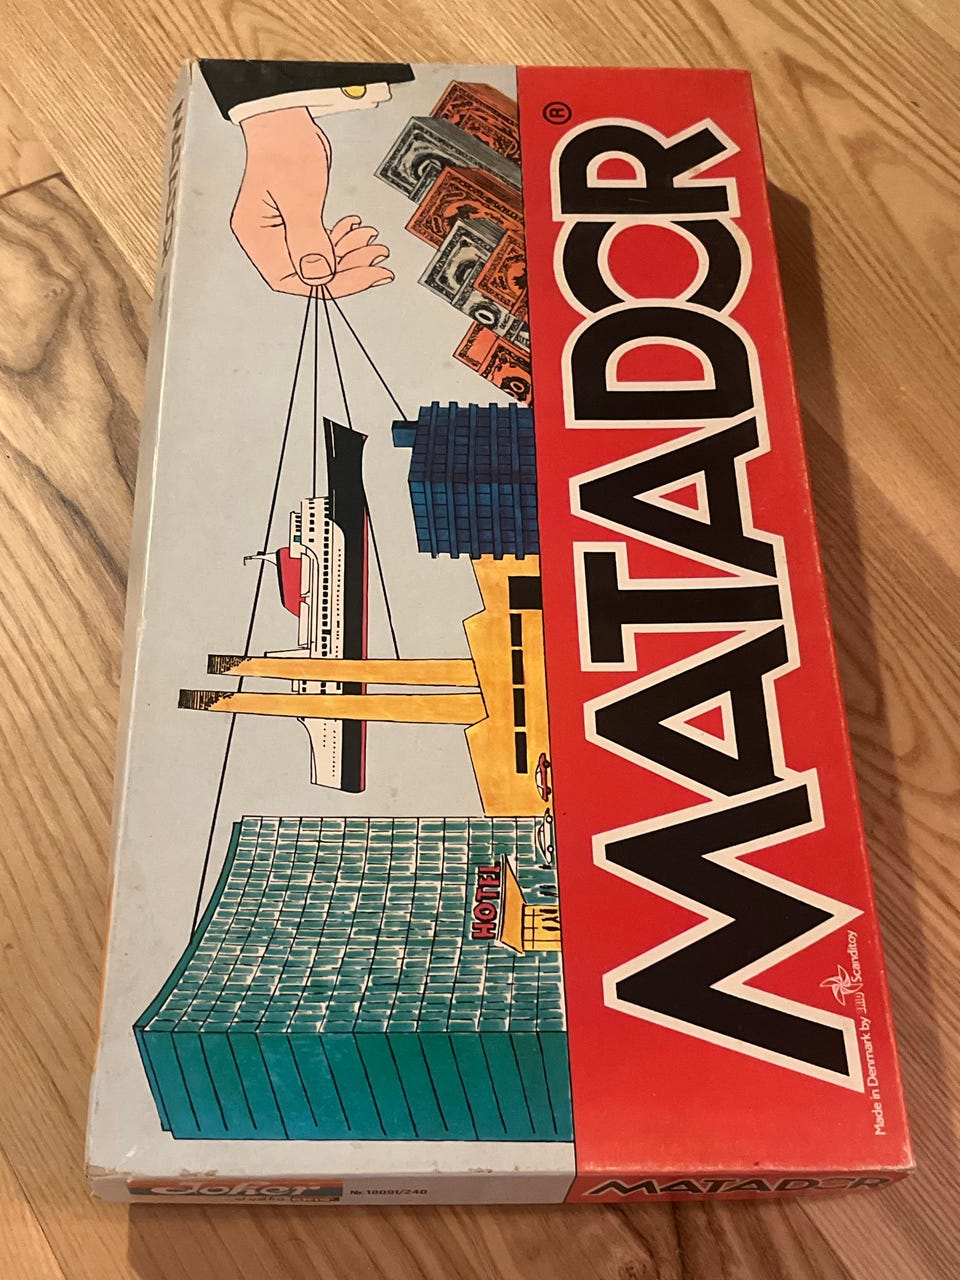 MATADOR®
HOTEL
Made in Denmark by Scanditoy
Nr. 18091/240
MATADOR